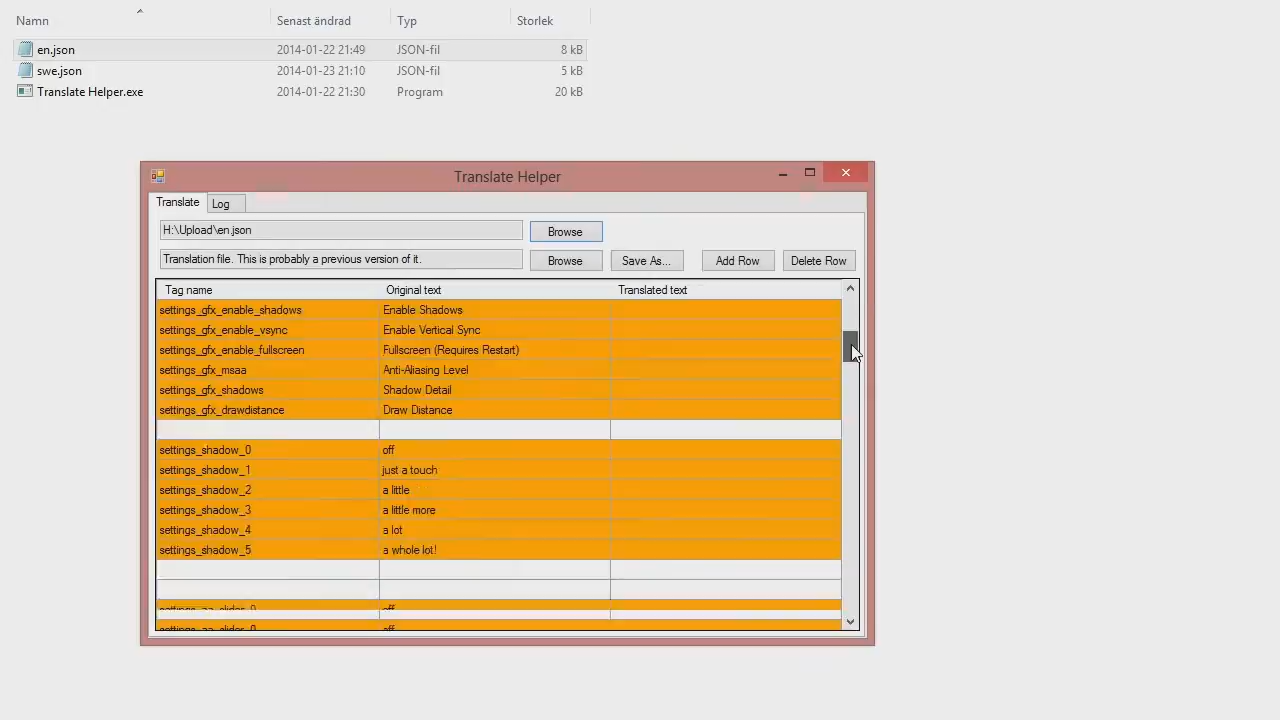 Namn Senast ändrad Typ Storlek
en.json 2014-01-22 21:49 JSON-fil 8 kB
swe.json 2014-01-23 21:10 JSON-fil 5 kB
Translate Helper.exe 2014-01-22 21:30 Program 20 kB
Translate Helper
Translate Log
H:\Upload\en.json Browse
Translation file. This is probably a previous version of it. Browse Save As... Add Row Delete Row
Tag name Original text Translated text
settings_gfx_enable_shadows Enable Shadows
settings_gfx_enable_vsync Enable Vertical Sync
settings_gfx_enable_fullscreen Fullscreen (Requires Restart)
settings_gfx_msaa Anti-Aliasing Level
settings_gfx_shadows Shadow Detail
settings_gfx_drawdistance Draw Distance
settings_shadow_0 off
settings_shadow_1 just a touch
settings_shadow_2 a little
settings_shadow_3 a little more
settings_shadow_4 a lot
settings_shadow_5 a whole lot!
settings_aa_slider_0 off
settings_aa_slider_0 off